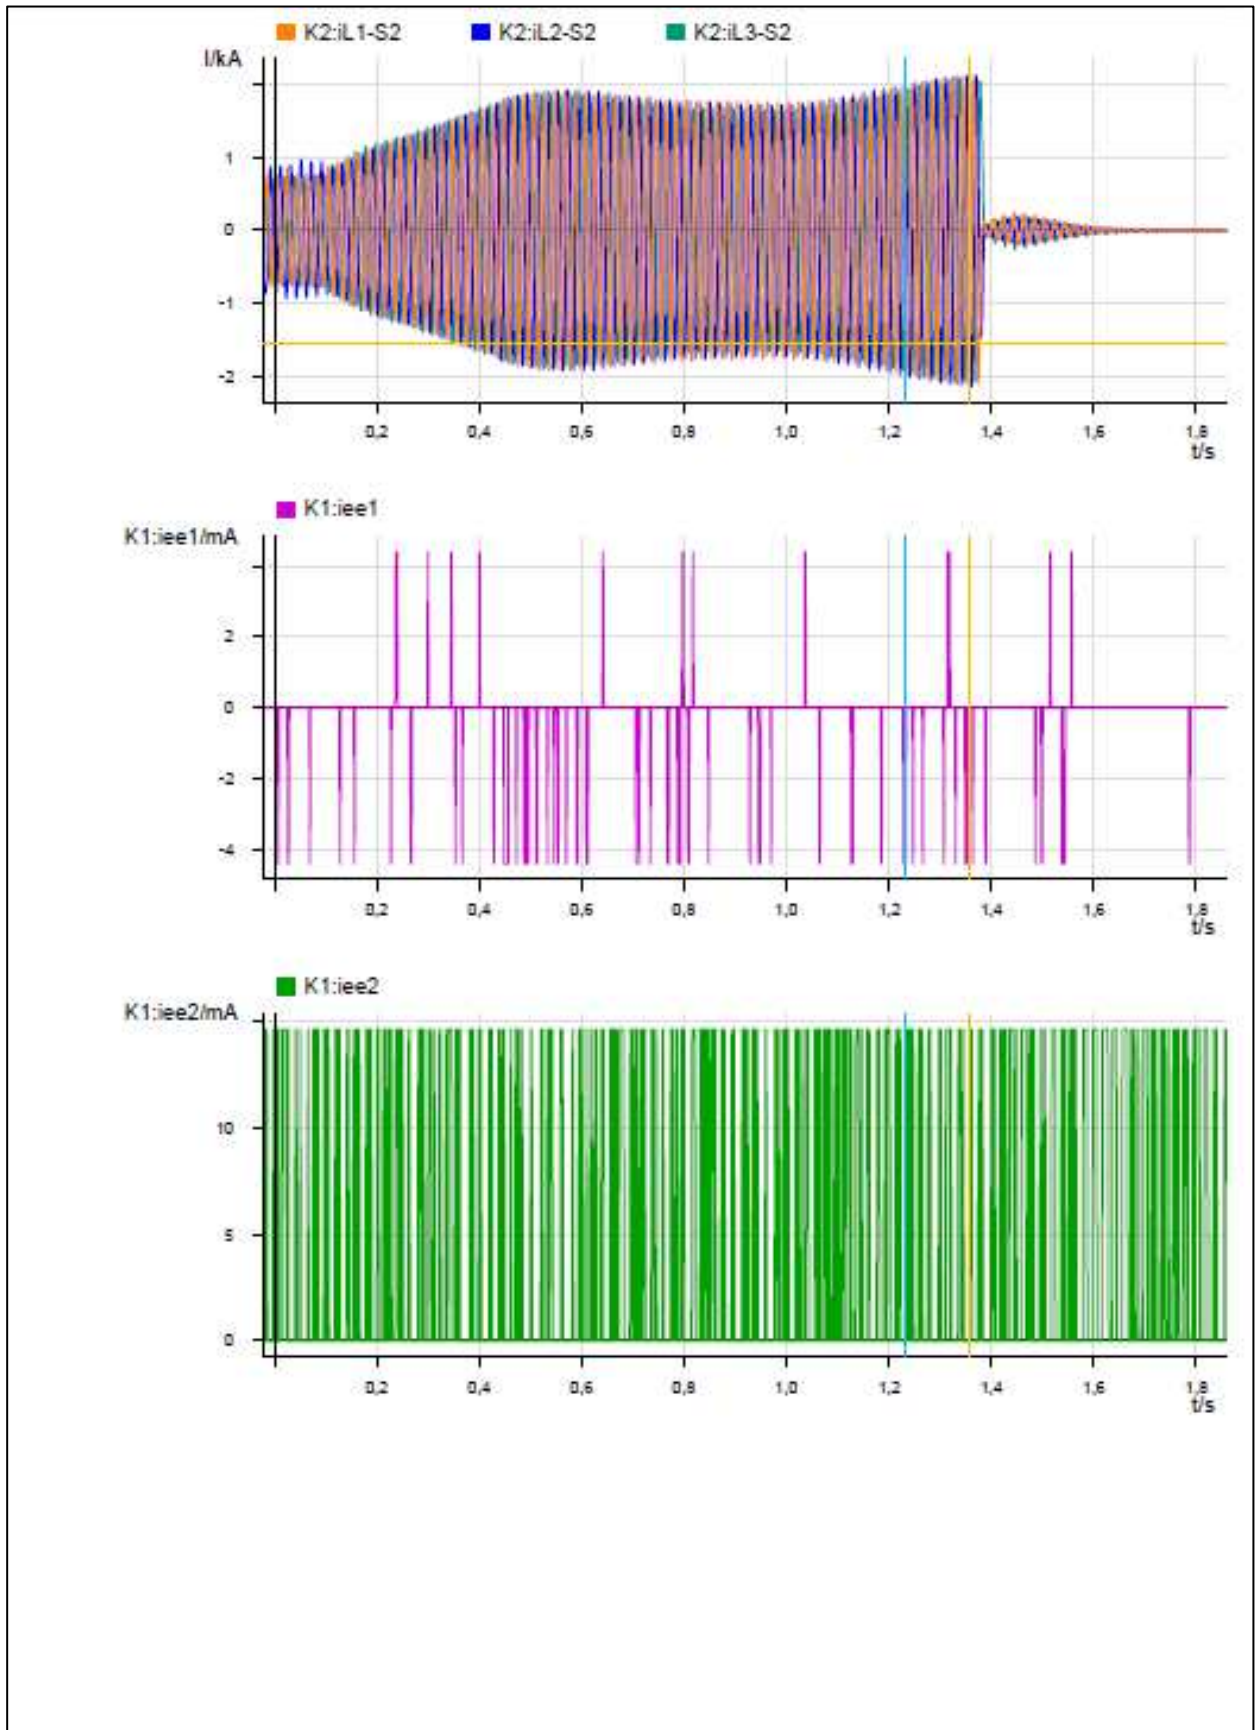 K2:iL1-S2 K2:iL2-S2 K2:iL3-S2
I/kA
1
0
-1
-2
0,2 0,4 0,6 0,8 1,0 1,2 1,4 1,6 1,8
t/s
K1:iee1
K1:iee1/mA
2
0
-2
-4
0,2 0,4 0,6 0,8 1,0 1,2 1,4 1,6 1,8
t/s
K1:iee2
K1:iee2/mA
10
5
0
0,2 0,4 0,6 0,8 1,0 1,2 1,4 1,6 1,8
t/s